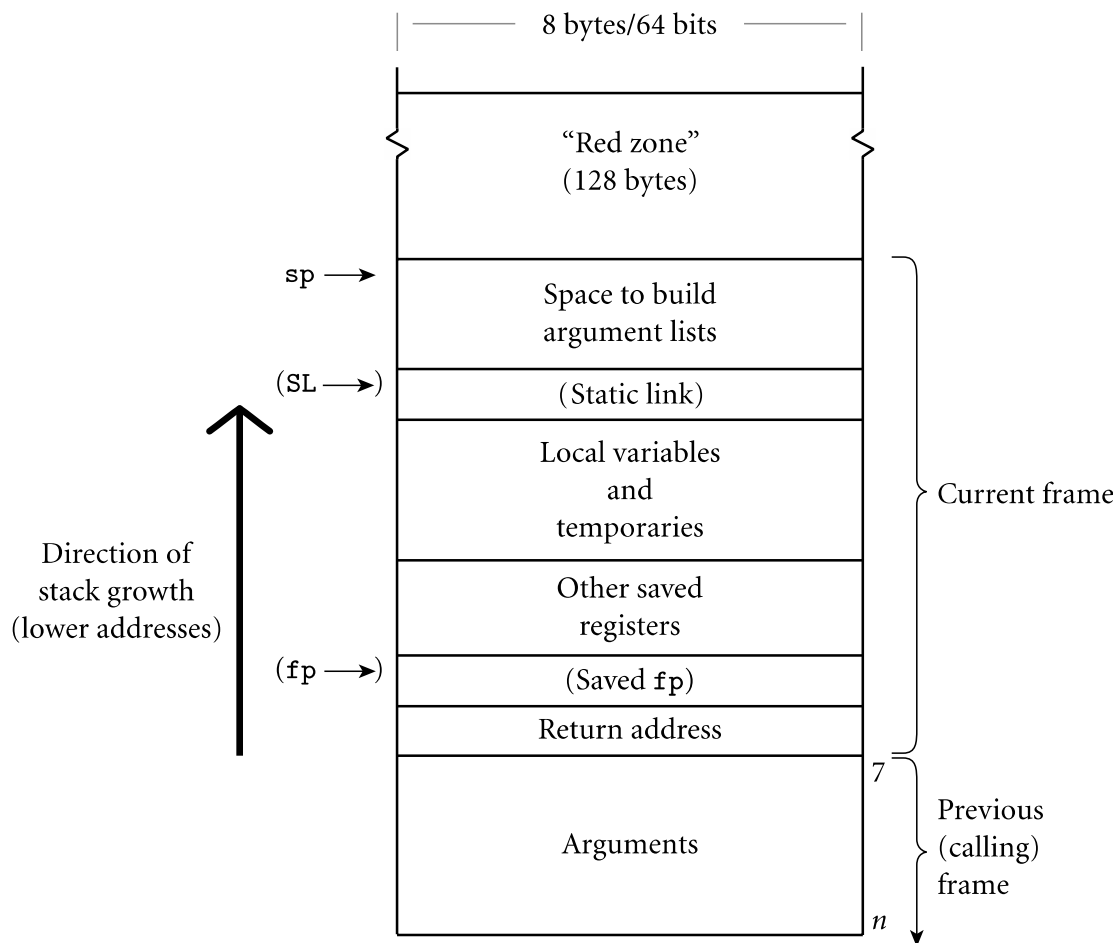 8 bytes/64 bits
“Red zone”
(128 bytes)
sp
Space to build
argument lists
(SL )
(Static link)
Local variables
and
temporaries
Current frame
Direction of
stack growth
(lower addresses)
Other saved
registers
(fp )
(Saved fp)
Return address
7
Arguments
Previous
(calling)
frame
n